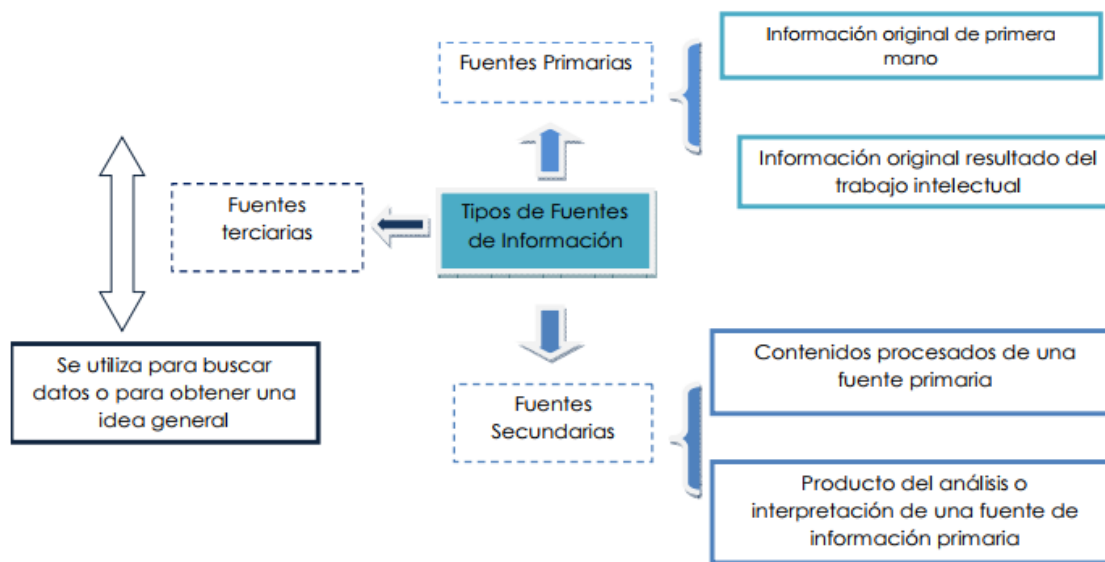 Fuentes Primarias
Información original de primera
mano
Información original resultado del
trabajo intelectual
Fuentes
terciarias
Tipos de Fuentes
de Información
Se utiliza para buscar
datos o para obtener una
idea general
Fuentes
Secundarias
Contenidos procesados de una
fuente primaria
Producto del análisis o
interpretación de una fuente de
información primaria